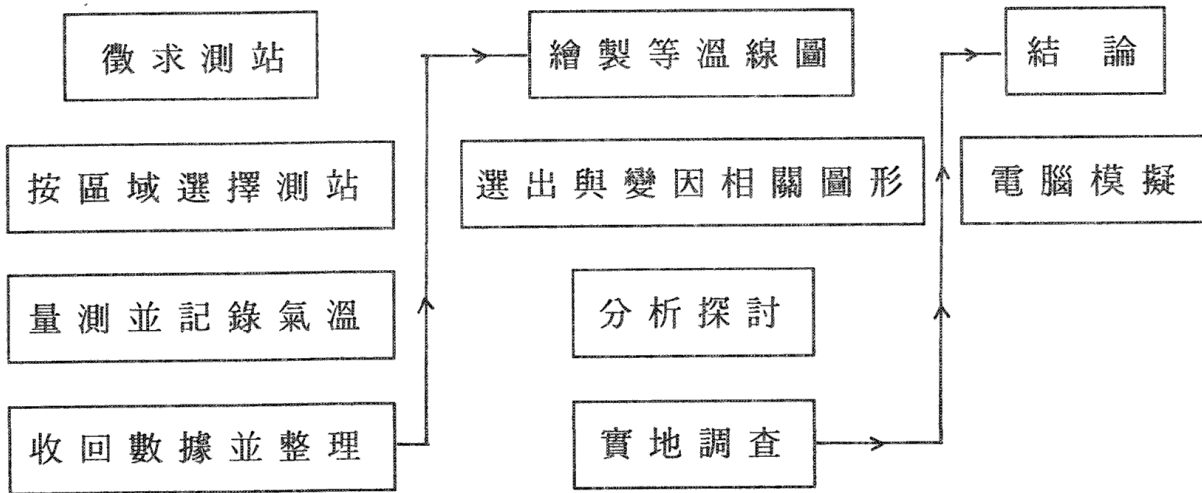 徵求測站
按區域選擇測站
量測並記錄氣溫
收回數據並整理
繪製等溫線圖
選出與變因相關圖形
分析探討
實地調查
結論
電腦模擬